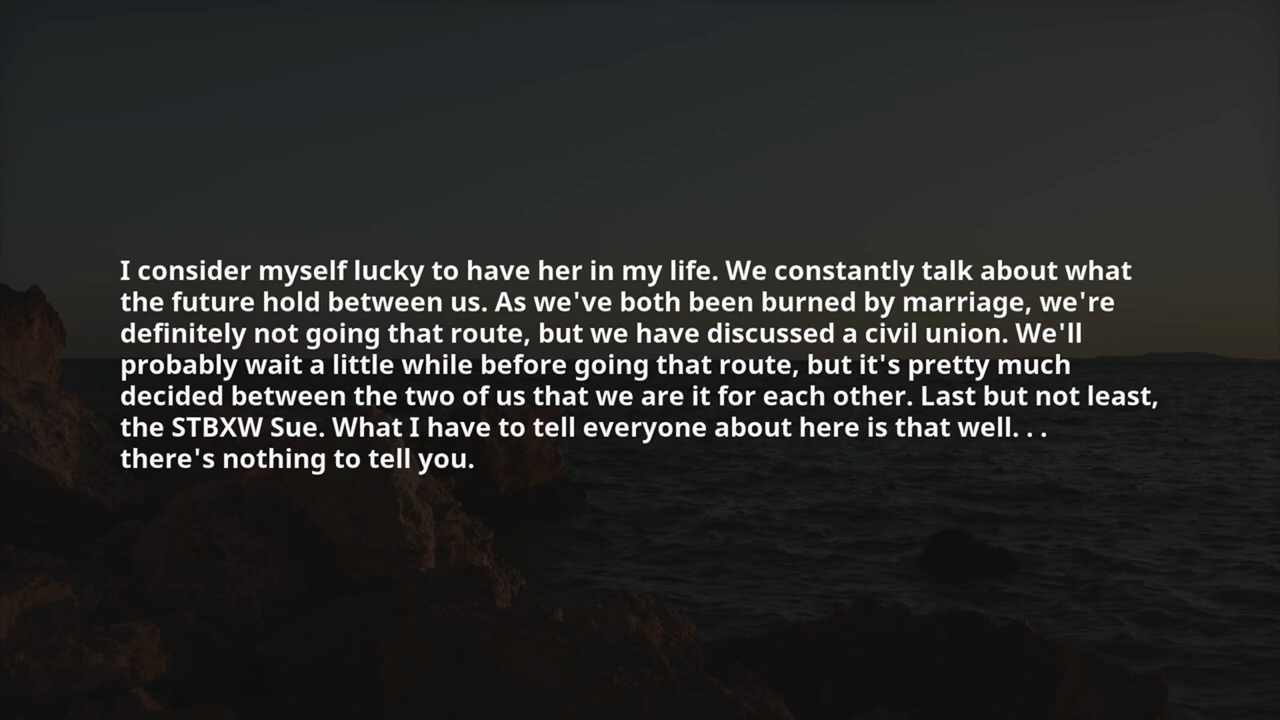 I consider myself lucky to have her in my life. We constantly talk about what
the future hold between us. As we've both been burned by marriage, we're
definitely not going that route, but we have discussed a civil union. We'll
probably wait a little while before going that route, but it's pretty much
decided between the two of us that we are it for each other. Last but not least,
the STBXW Sue. What I have to tell everyone about here is that well. . .
there's nothing to tell you.